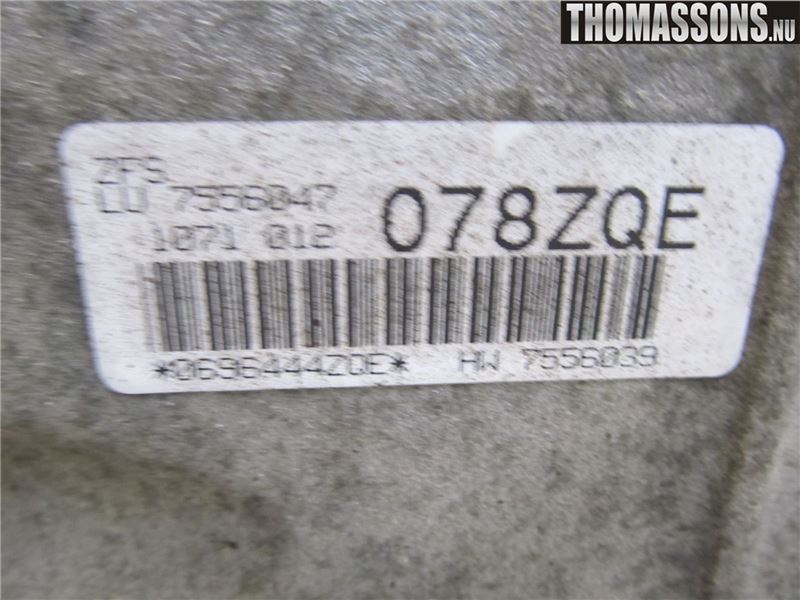 THOMASSONS.NU
ZFS
LU 7556047
1071 012
078ZQE
*0696444ZQE* HW 7556039